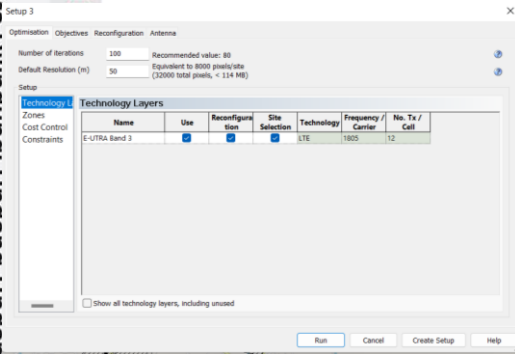 Setup 3
Optimisation Objectives Reconfiguration Antenna
Number of iterations 100 Recommended value: 80
Default Resolution (m) 50 Equivalent to 8000 pixels/site
(32000 total pixels, < 114 MB)
Setup
Technology L Technology Layers
Zones
Cost Control
Constraints
Name Use Reconfigura
tion Site
Selection Technology Frequency /
Carrier No. Tx /
Cell
E-UTRA Band 3 LTE 1805 12
Show all technology layers, including unused
Run Cancel Create Setup Help